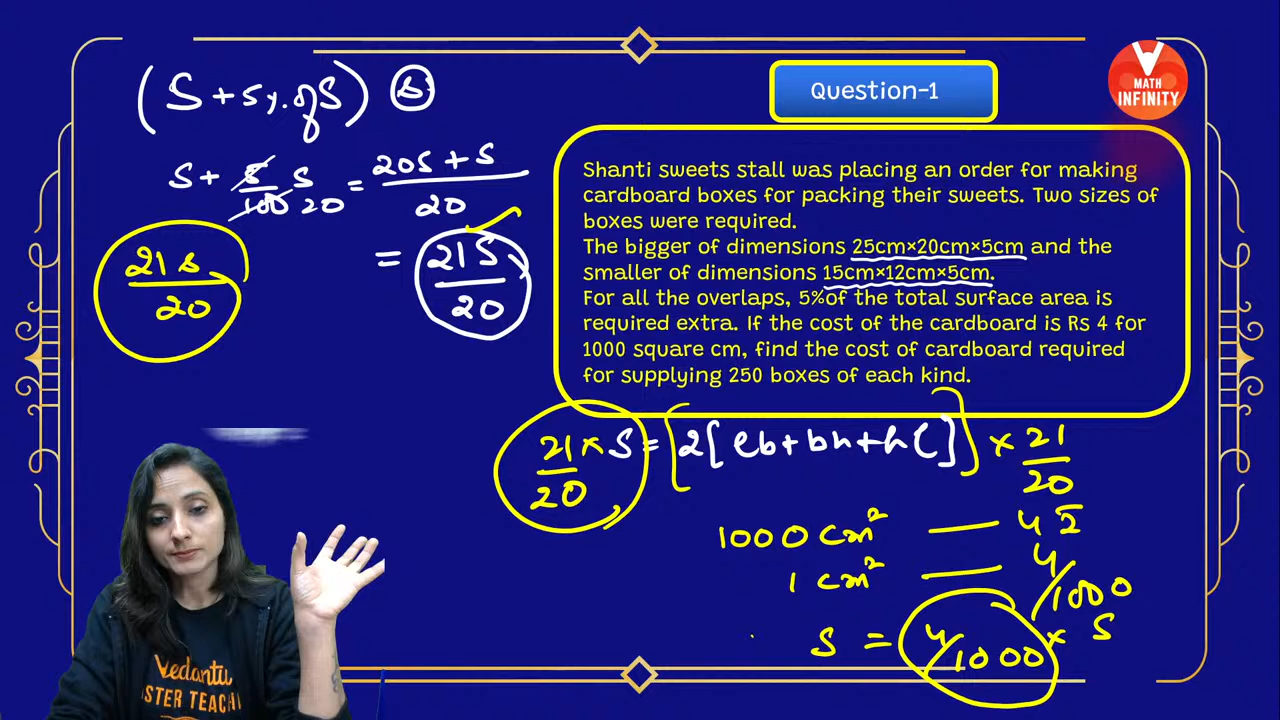 (S + 5%.of S) S
S + 5/100 S = 20S + S / 20
= 21S / 20
21 s / 20
MATH
INFINITY
Question-1
Shanti sweets stall was placing an order for making
cardboard boxes for packing their sweets. Two sizes of
boxes were required.
The bigger of dimensions 25cm×20cm×5cm and the
smaller of dimensions 15cm×12cm×5cm.
For all the overlaps, 5%of the total surface area is
required extra. If the cost of the cardboard is Rs 4 for
1000 square cm, find the cost of cardboard required
for supplying 250 boxes of each kind.
21/20 × S = [2[lb+bh+hl]] × 21/20
1000 cm² — 4
1 cm² — 4/1000
S = 4/1000 × S
Vedantu
MASTER TEACHER